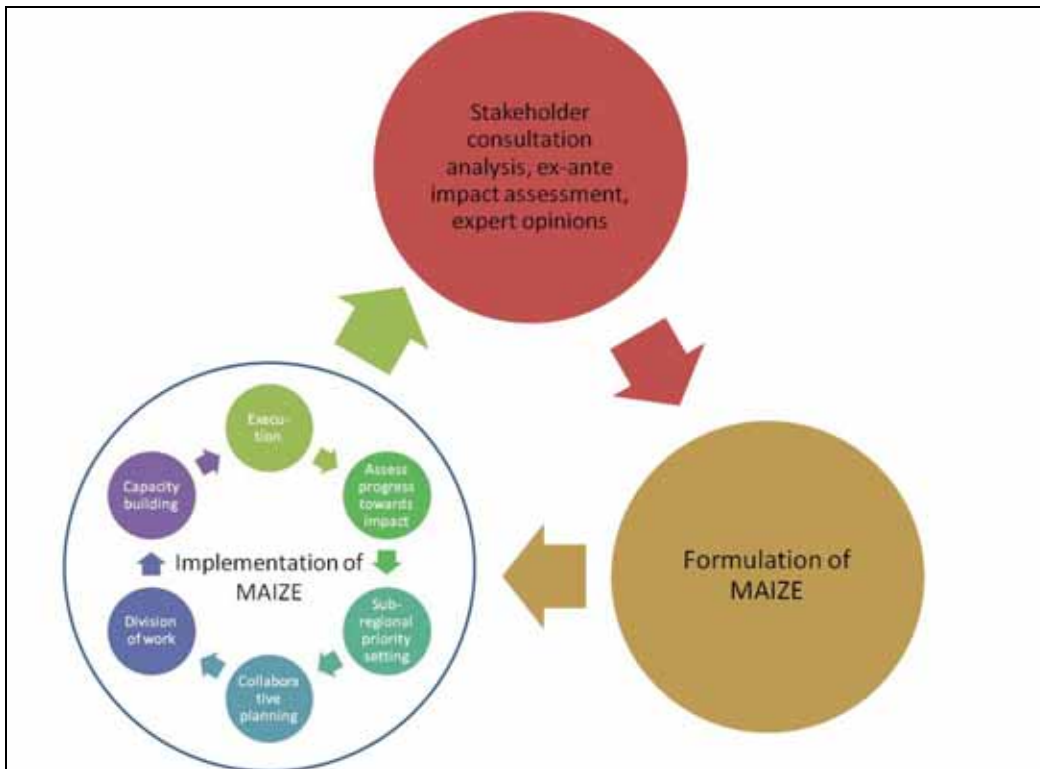 Stakeholder
consultation
analysis, ex-ante
impact assessment,
expert opinions
Formulation of
MAIZE
Implementation of
MAIZE
Execu-
tion
Assess
progress
towards
impact
Sub-
regional
priority
setting
Collabora
tive
planning
Division
of work
Capacity
building